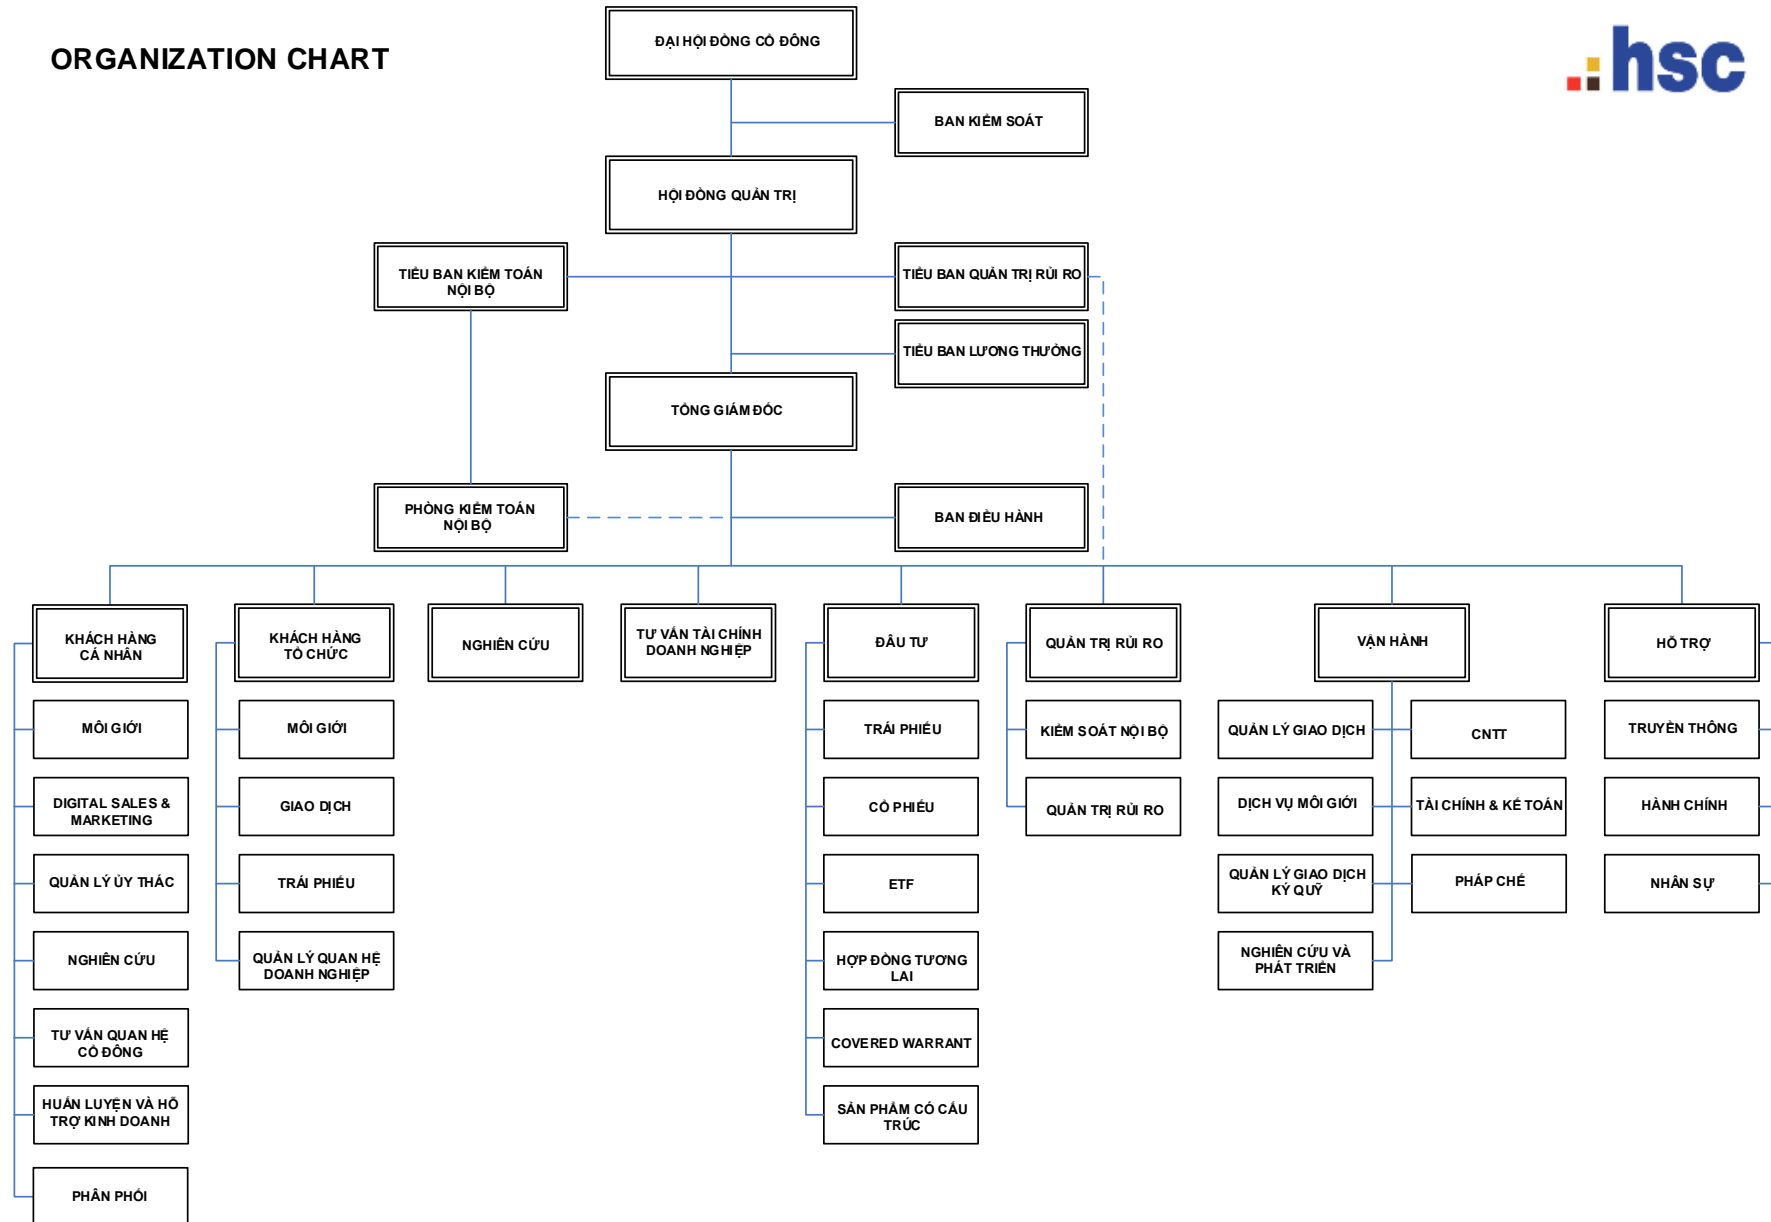 ORGANIZATION CHART
hsc
ĐẠI HỘI ĐỒNG CỔ ĐÔNG
BAN KIỂM SOÁT
HỘI ĐỒNG QUẢN TRỊ
TIỂU BAN KIỂM TOÁN
NỘI BỘ
TIỂU BAN QUẢN TRỊ RỦI RO
TIỂU BAN LƯƠNG THƯỞNG
TỔNG GIÁM ĐỐC
PHÒNG KIỂM TOÁN
NỘI BỘ
BAN ĐIỀU HÀNH
KHÁCH HÀNG
CÁ NHÂN
KHÁCH HÀNG
TỔ CHỨC
NGHIÊN CỨU
TƯ VẤN TÀI CHÍNH
DOANH NGHIỆP
ĐẦU TƯ
QUẢN TRỊ RỦI RO
VẬN HÀNH
HỖ TRỢ
MÔI GIỚI
MÔI GIỚI
TRÁI PHIẾU
KIỂM SOÁT NỘI BỘ
QUẢN LÝ GIAO DỊCH
CNTT
TRUYỀN THÔNG
DIGITAL SALES &
MARKETING
GIAO DỊCH
CỔ PHIẾU
QUẢN TRỊ RỦI RO
DỊCH VỤ MÔI GIỚI
TÀI CHÍNH & KẾ TOÁN
HÀNH CHÍNH
QUẢN LÝ ỦY THÁC
TRÁI PHIẾU
ETF
QUẢN LÝ GIAO DỊCH
KÝ QUỸ
PHÁP CHẾ
NHÂN SỰ
NGHIÊN CỨU
QUẢN LÝ QUAN HỆ
DOANH NGHIỆP
HỢP ĐỒNG TƯƠNG
LAI
NGHIÊN CỨU VÀ
PHÁT TRIỂN
TƯ VẤN QUAN HỆ
CỔ ĐÔNG
COVERED WARRANT
HUẤN LUYỆN VÀ HỖ
TRỢ KINH DOANH
SẢN PHẨM CÓ CẤU
TRÚC
PHÂN PHỐI